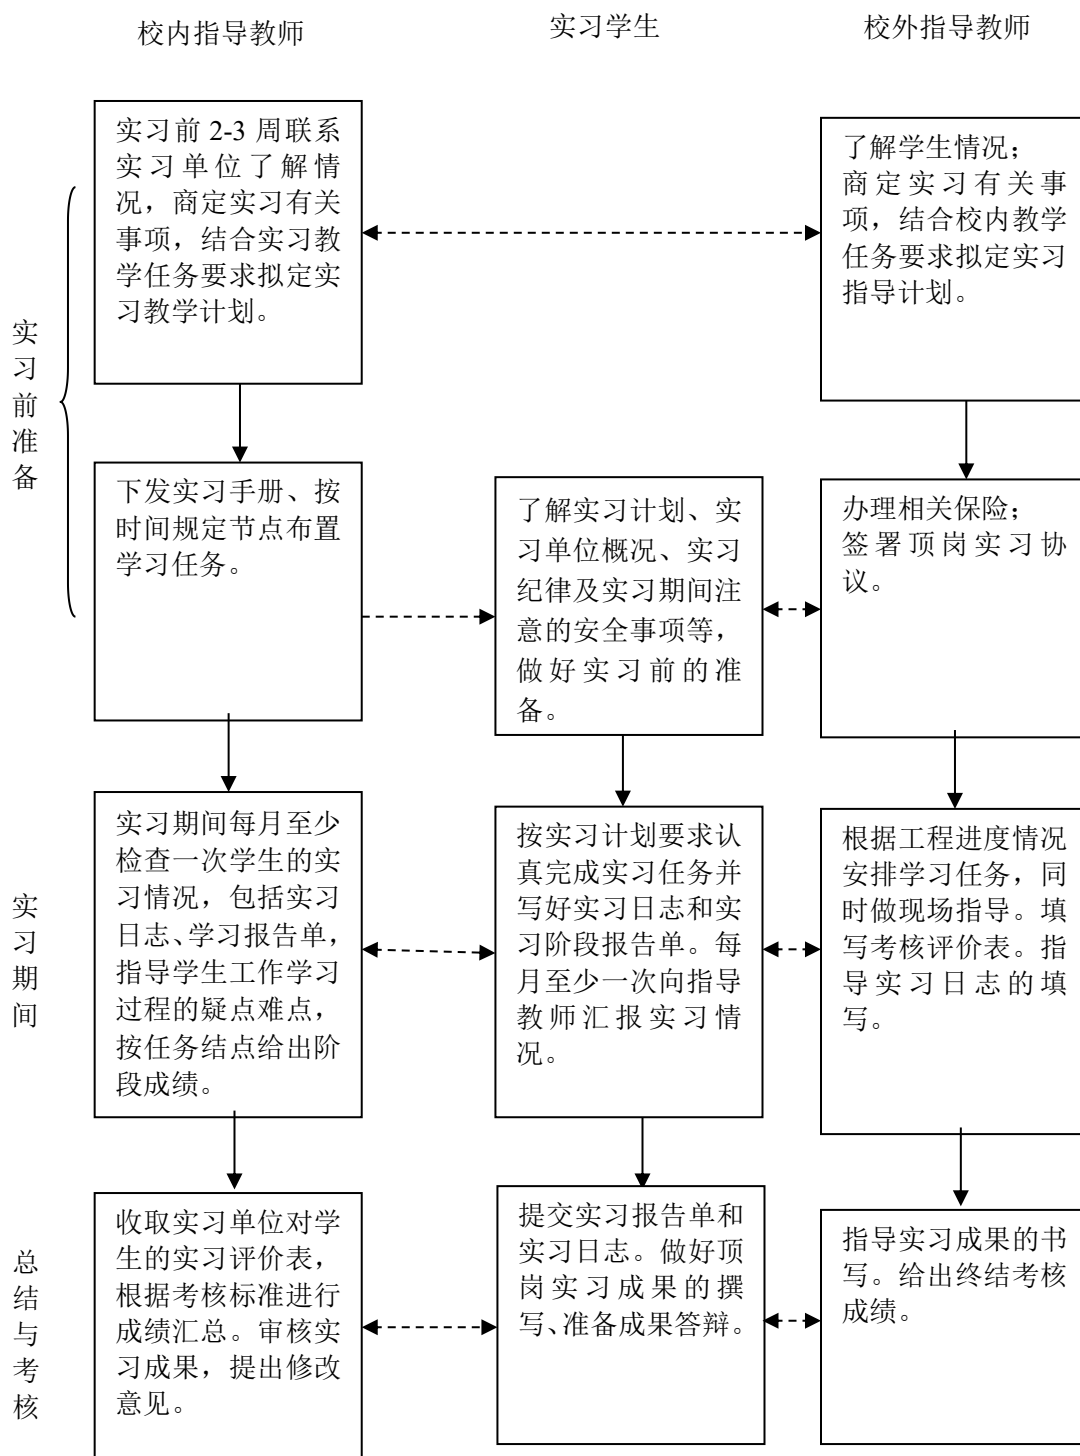 校内指导教师
实习学生
校外指导教师
实习前准备
实习前 2-3 周联系
实习单位了解情
况，商定实习有关
事项，结合实习教
学任务要求拟定实
习教学计划。
了解学生情况；
商定实习有关事
项，结合校内教学
任务要求拟定实习
指导计划。
下发实习手册、按
时间规定节点布置
学习任务。
了解实习计划、实
习单位概况、实习
纪律及实习期间注
意的安全事项等，
做好实习前的准
备。
办理相关保险；
签署顶岗实习协
议。
实习期间
实习期间每月至少
检查一次学生的实
习情况，包括实习
日志、学习报告单，
指导学生工作学习
过程的疑点难点，
按任务结点给出阶
段成绩。
按实习计划要求认
真完成实习任务并
写好实习日志和实
习阶段报告单。每
月至少一次向指导
教师汇报实习情
况。
根据工程进度情况
安排学习任务，同
时做现场指导。填
写考核评价表。指
导实习日志的填
写。
总结与考核
收取实习单位对学
生的实习评价表，
根据考核标准进行
成绩汇总。审核实
习成果，提出修改
意见。
提交实习报告单和
实习日志。做好顶
岗实习成果的撰
写、准备成果答辩。
指导实习成果的书
写。给出终结考核
成绩。